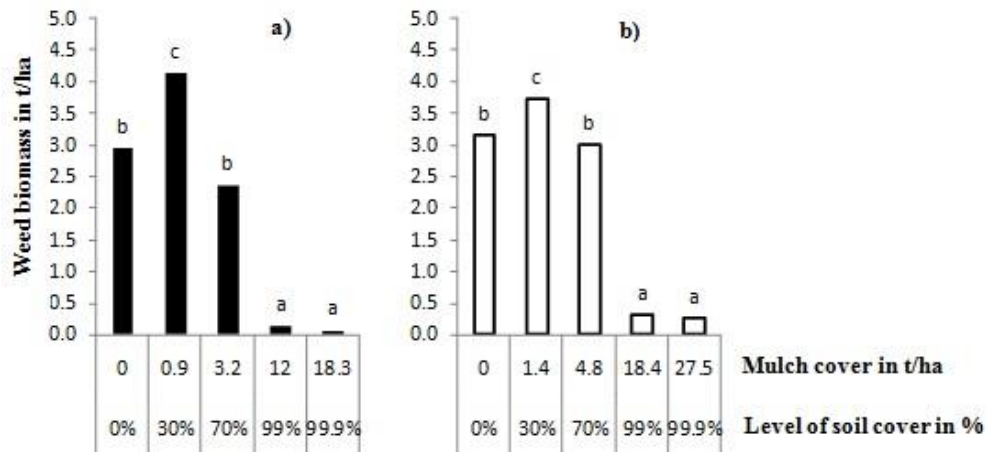 a)
b)
Weed biomass in t/ha
5.0
4.5
4.0
3.5
3.0
2.5
2.0
1.5
1.0
0.5
0.0
b
c
b
a
a
5.0
4.5
4.0
3.5
3.0
2.5
2.0
1.5
1.0
0.5
0.0
b
c
b
a
a
0 0.9 3.2 12 18.3 0 1.4 4.8 18.4 27.5 Mulch cover in t/ha
0% 30% 70% 99% 99.9% 0% 30% 70% 99% 99.9% Level of soil cover in %